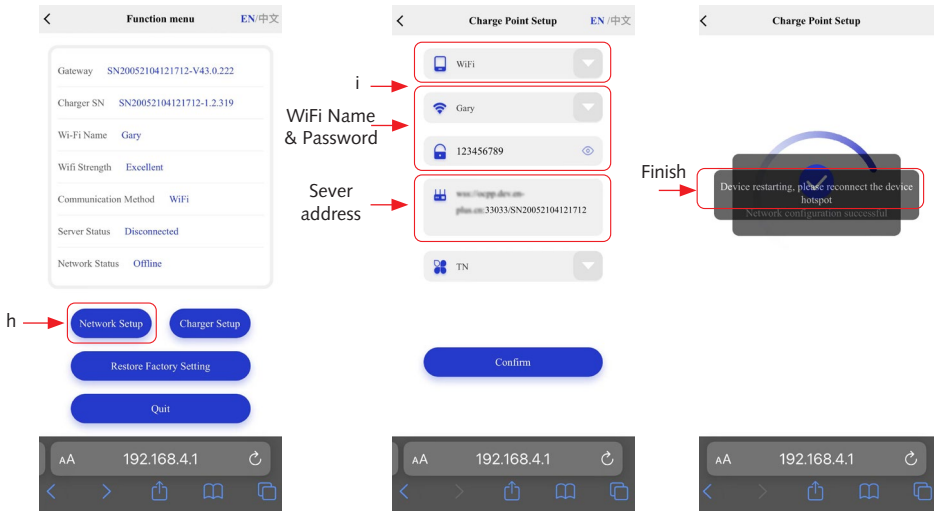 Function menu EN/中文
Gateway SN20052104121712-V43.0.222
Charger SN SN20052104121712-1.2.319
Wi-Fi Name Gary
Wifi Strength Excellent
Communication Method WiFi
Server Status Disconnected
Network Status Offline
h
Network Setup Charger Setup
Restore Factory Setting
Quit
AA 192.168.4.1
Charge Point Setup EN /中文
WiFi
i
Gary
WiFi Name
& Password
123456789
Sever
address
:33033/SN20052104121712
TN
Confirm
AA 192.168.4.1
Charge Point Setup
Finish
Device restarting, please reconnect the device
hotspot
Network configuration successful
AA 192.168.4.1